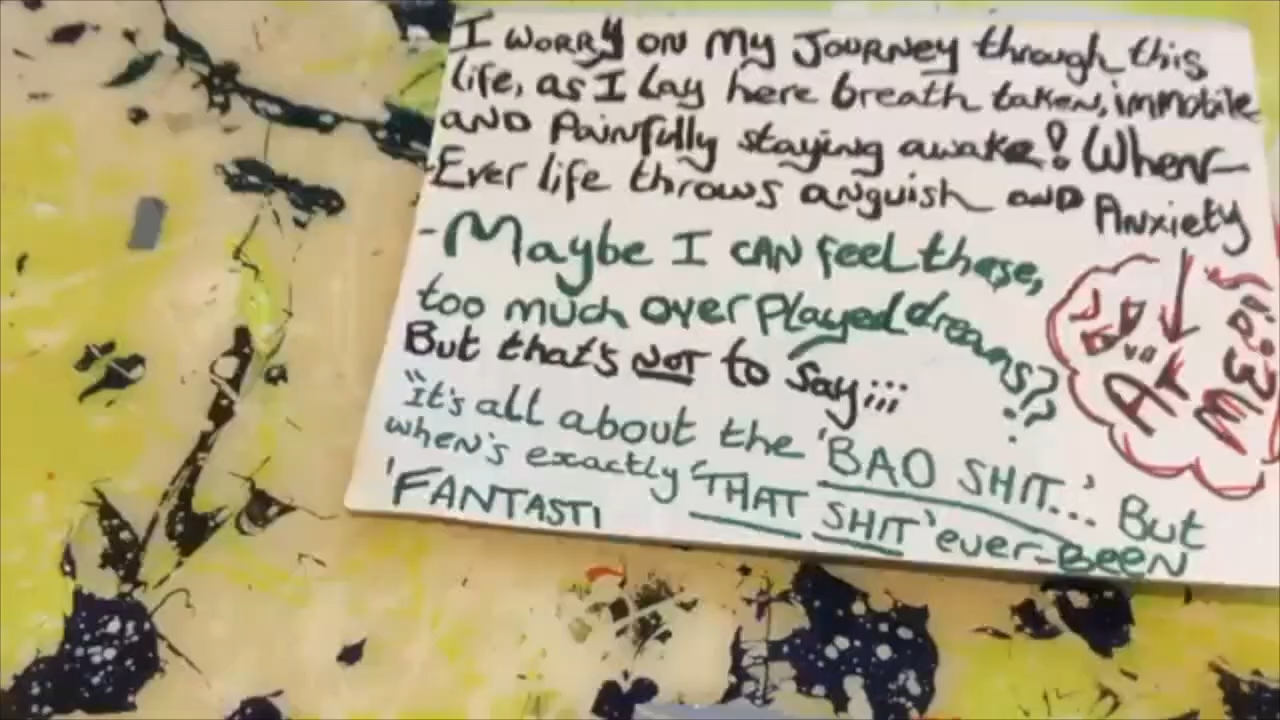 I WORRY ON MY JOURNEY through this
life, as I Lay here breath taken, immobile
AND Painfully staying awake! When-
Ever life throws anguish AND Anxiety
-Maybe I CAN feel these,
too much over Played dreams??
But that's NOT to say...
"It's all about the 'BAD SHIT...' But
when's exactly 'THAT SHIT' ever-BEEN
'FANTASTI
AT